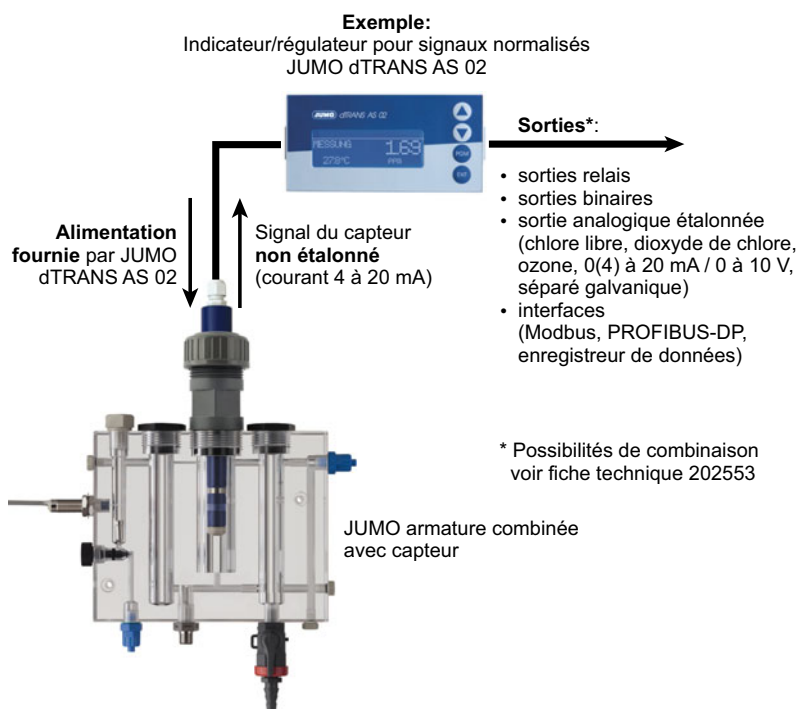 Exemple:
Indicateur/régulateur pour signaux normalisés
JUMO dTRANS AS 02
JUMO dTRANS AS 02
MESSUNG 1.69
27.8°C PPM
PGM
EXIT
Sorties*:
• sorties relais
• sorties binaires
• sortie analogique étalonnée
(chlore libre, dioxyde de chlore,
ozone, 0(4) à 20 mA / 0 à 10 V,
séparé galvanique)
• interfaces
(Modbus, PROFIBUS-DP,
enregistreur de données)
Alimentation
fournie par JUMO
dTRANS AS 02
Signal du capteur
non étalonné
(courant 4 à 20 mA)
* Possibilités de combinaison
voir fiche technique 202553
JUMO armature combinée
avec capteur